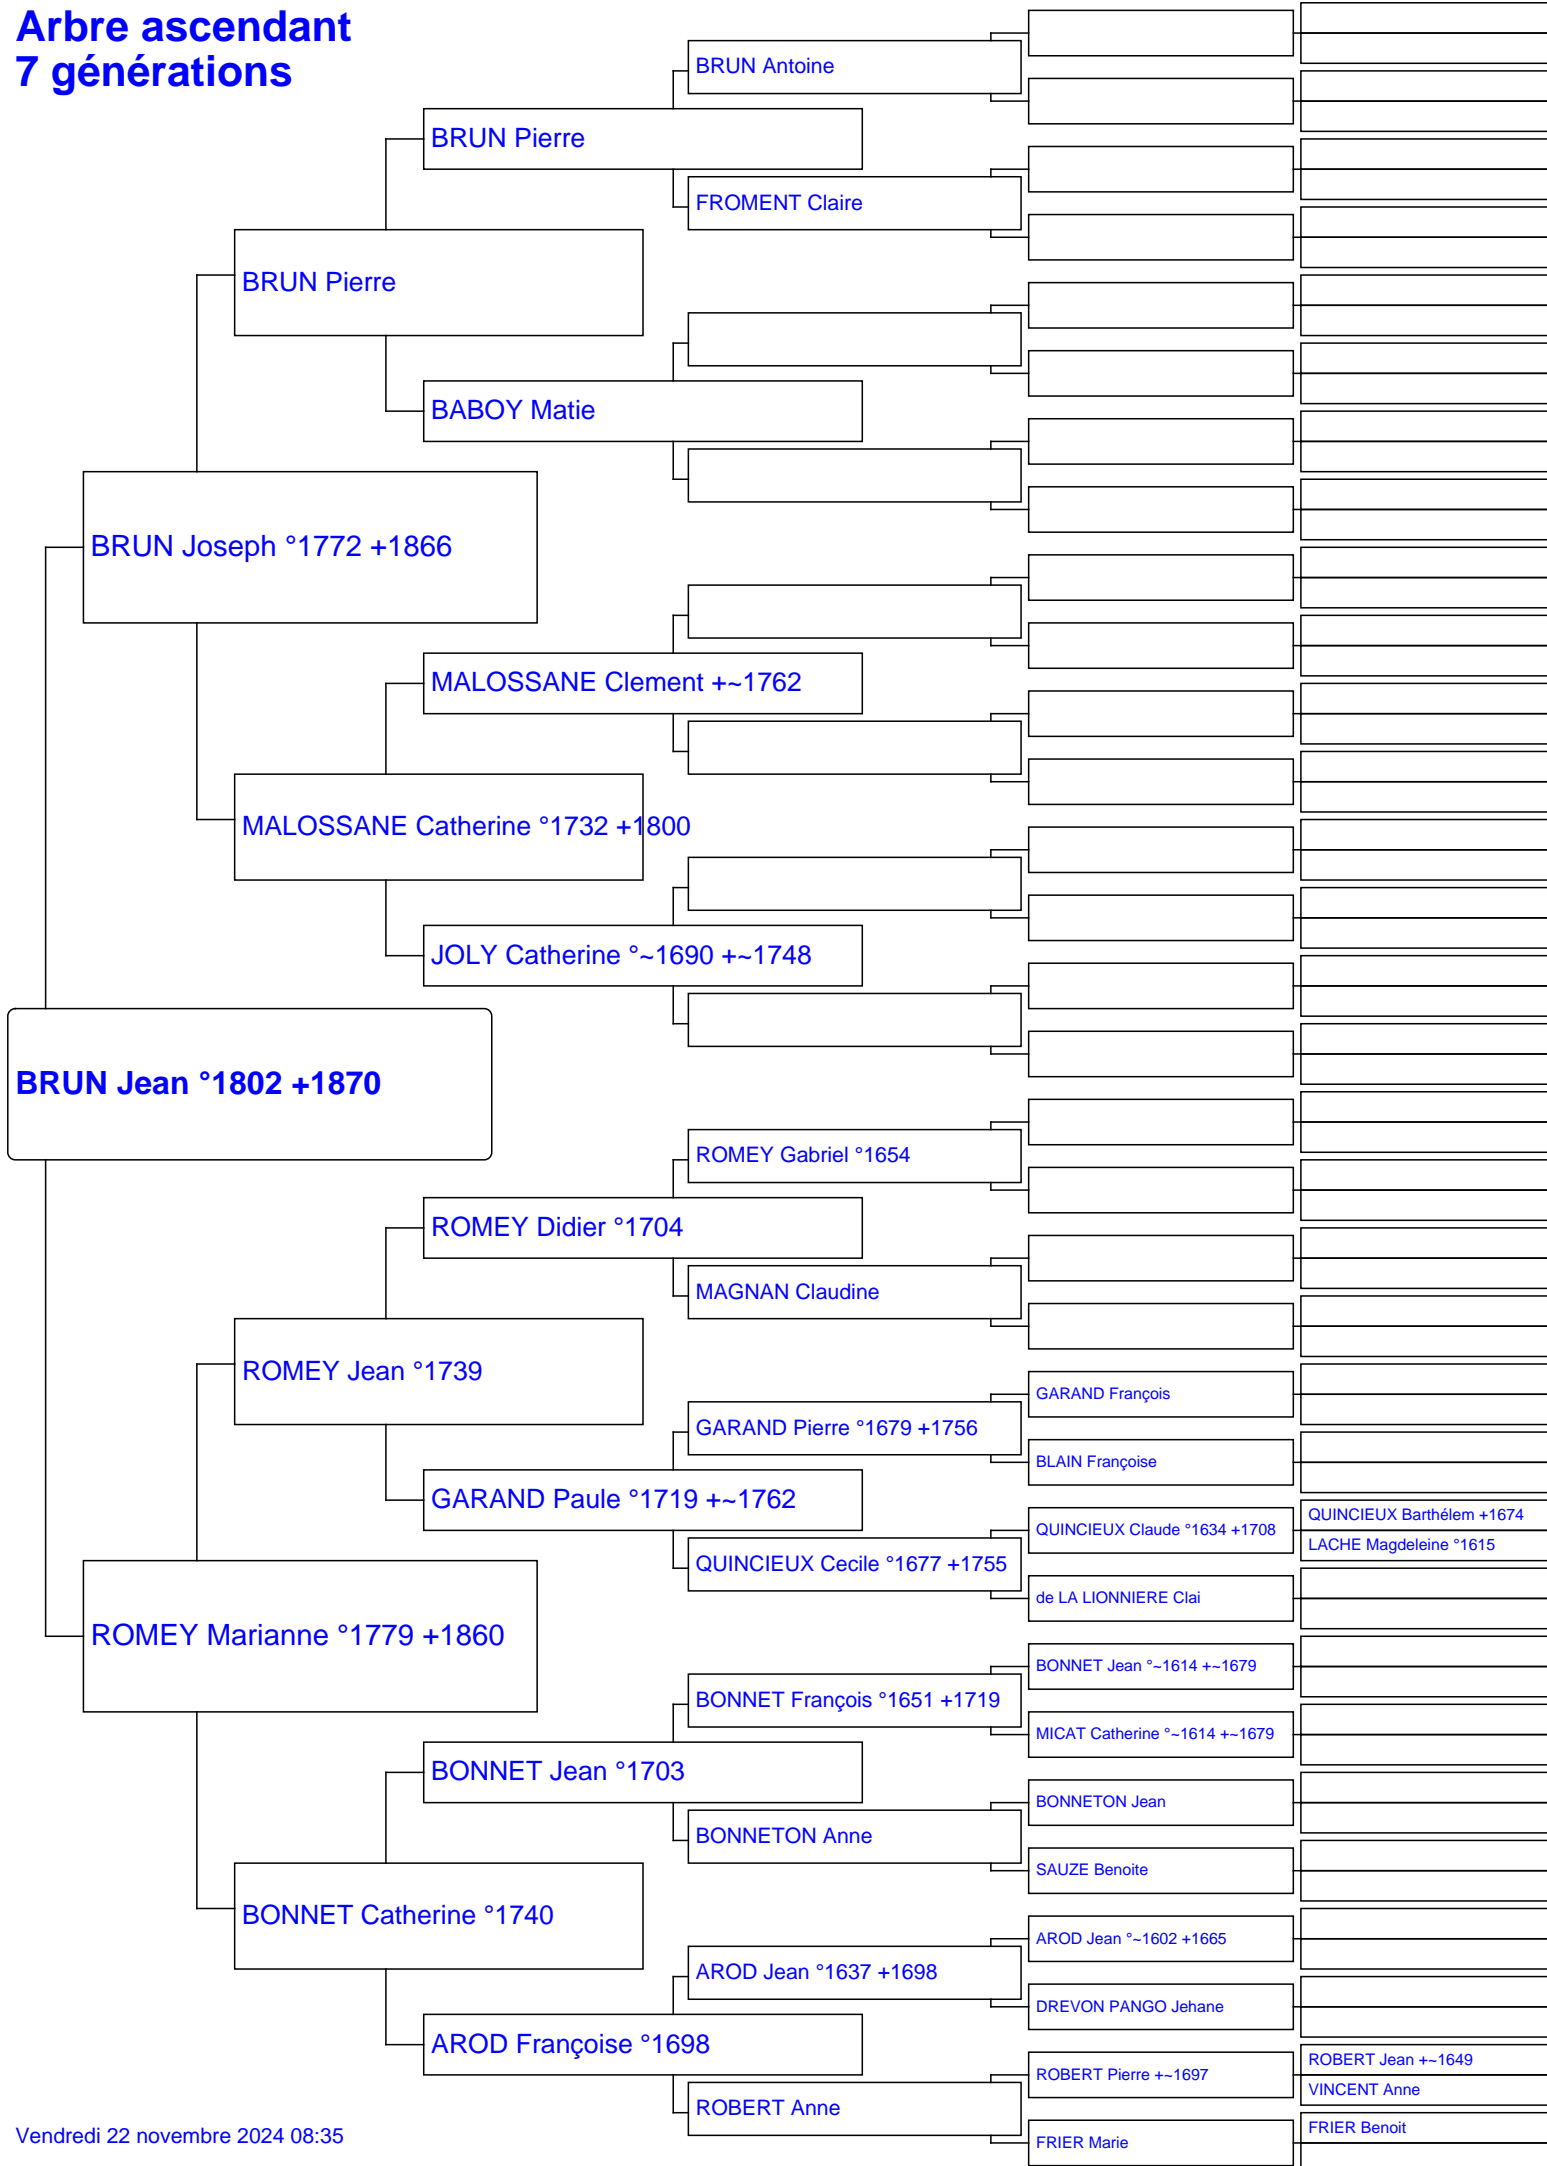 Arbre ascendant
7 générations
BRUN Antoine
BRUN Pierre
FROMENT Claire
BRUN Pierre
BABOY Matie
BRUN Joseph °1772 +1866
MALOSSANE Clement +~1762
MALOSSANE Catherine °1732 +1800
JOLY Catherine °~1690 +~1748
BRUN Jean °1802 +1870
ROMEY Gabriel °1654
ROMEY Didier °1704
MAGNAN Claudine
ROMEY Jean °1739
GARAND François
GARAND Pierre °1679 +1756
BLAIN Françoise
GARAND Paule °1719 +~1762
QUINCIEUX Barthélem +1674
QUINCIEUX Claude °1634 +1708
LACHE Magdeleine °1615
QUINCIEUX Cecile °1677 +1755
de LA LIONNIERE Clai
ROMEY Marianne °1779 +1860
BONNET Jean °~1614 +~1679
BONNET François °1651 +1719
MICAT Catherine °~1614 +~1679
BONNET Jean °1703
BONNETON Jean
BONNETON Anne
SAUZE Benoite
BONNET Catherine °1740
AROD Jean °~1602 +1665
AROD Jean °1637 +1698
DREVON PANGO Jehane
AROD Françoise °1698
ROBERT Jean +~1649
ROBERT Pierre +~1697
VINCENT Anne
ROBERT Anne
FRIER Benoit
FRIER Marie
Vendredi 22 novembre 2024 08:35